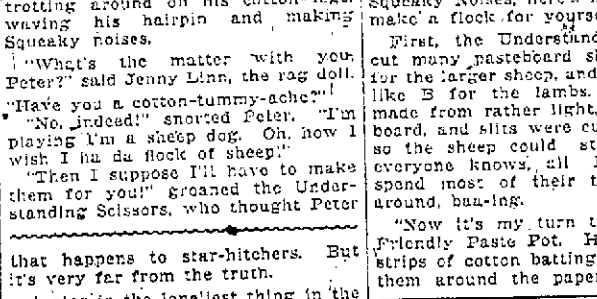 trotting around on his
waving his hairpin and making
Squeaky noises.
"What's the matter with you,
Peter?" said Jenny Linn, the rag doll.
"Have you a cotton-tummy-ache?"
"No, indeed!" snorted Peter. "I'm
playing I'm a sheep dog. Oh, how I
wish I ha da flock of sheep!"
"Then I suppose I'll have to make
them for you!" groaned the Under-
standing Scissors, who thought Peter
that happens to star-hitchers. But
it's very far from the truth.
the loneliest thing in the
Squeaky Noises,
make a flock for yourse
First, the Understand
cut many pasteboard s
for the larger sheep, and
like B for the lambs.
made from rather light,
board, and slits were cu
so the sheep could st
everyone knows, all
spend most of their t
around, baa-ing.
"Now it's my turn t
Friendly Paste Pot. H
strips of cotton batting
them around the pape